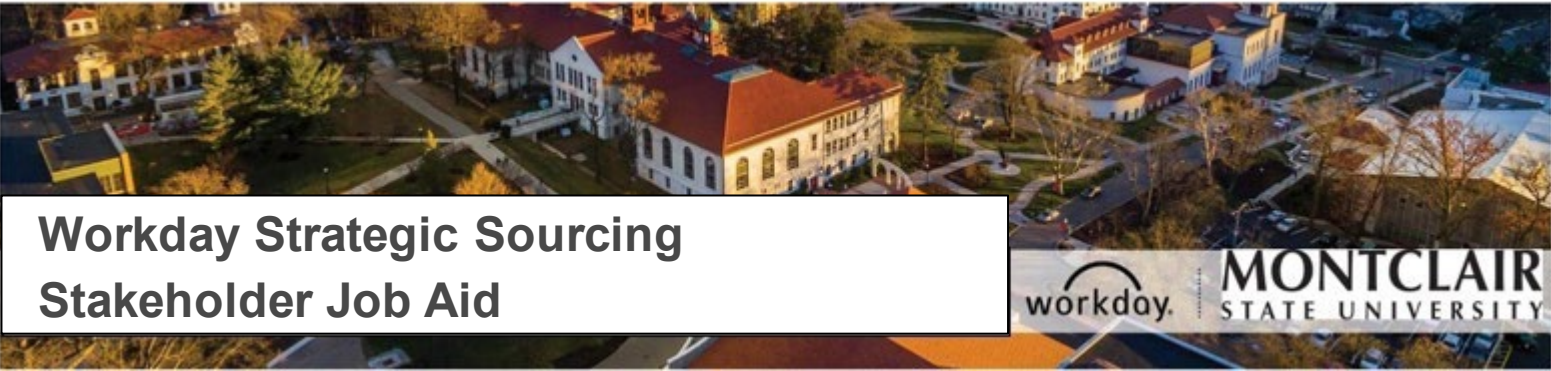 Workday Strategic Sourcing
Stakeholder Job Aid
workday.
MONTCLAIR
STATE UNIVERSITY